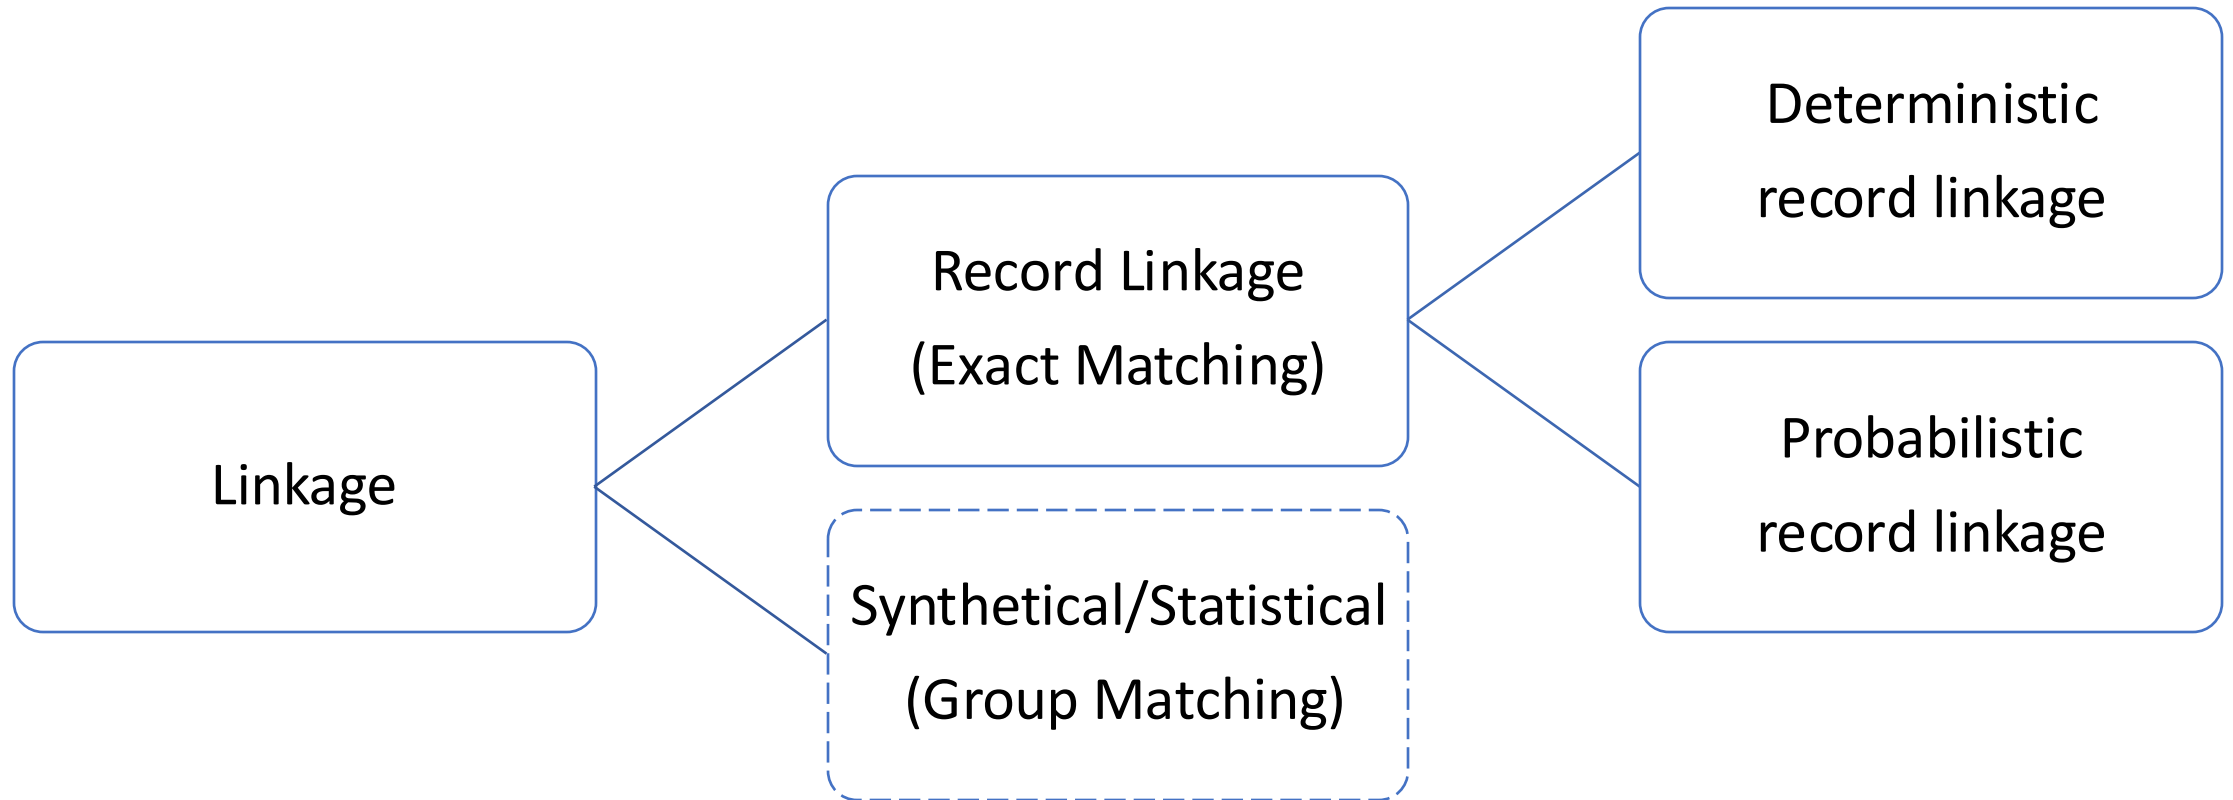 Linkage
Record Linkage
(Exact Matching)
Synthetical/Statistical
(Group Matching)
Deterministic
record linkage
Probabilistic
record linkage